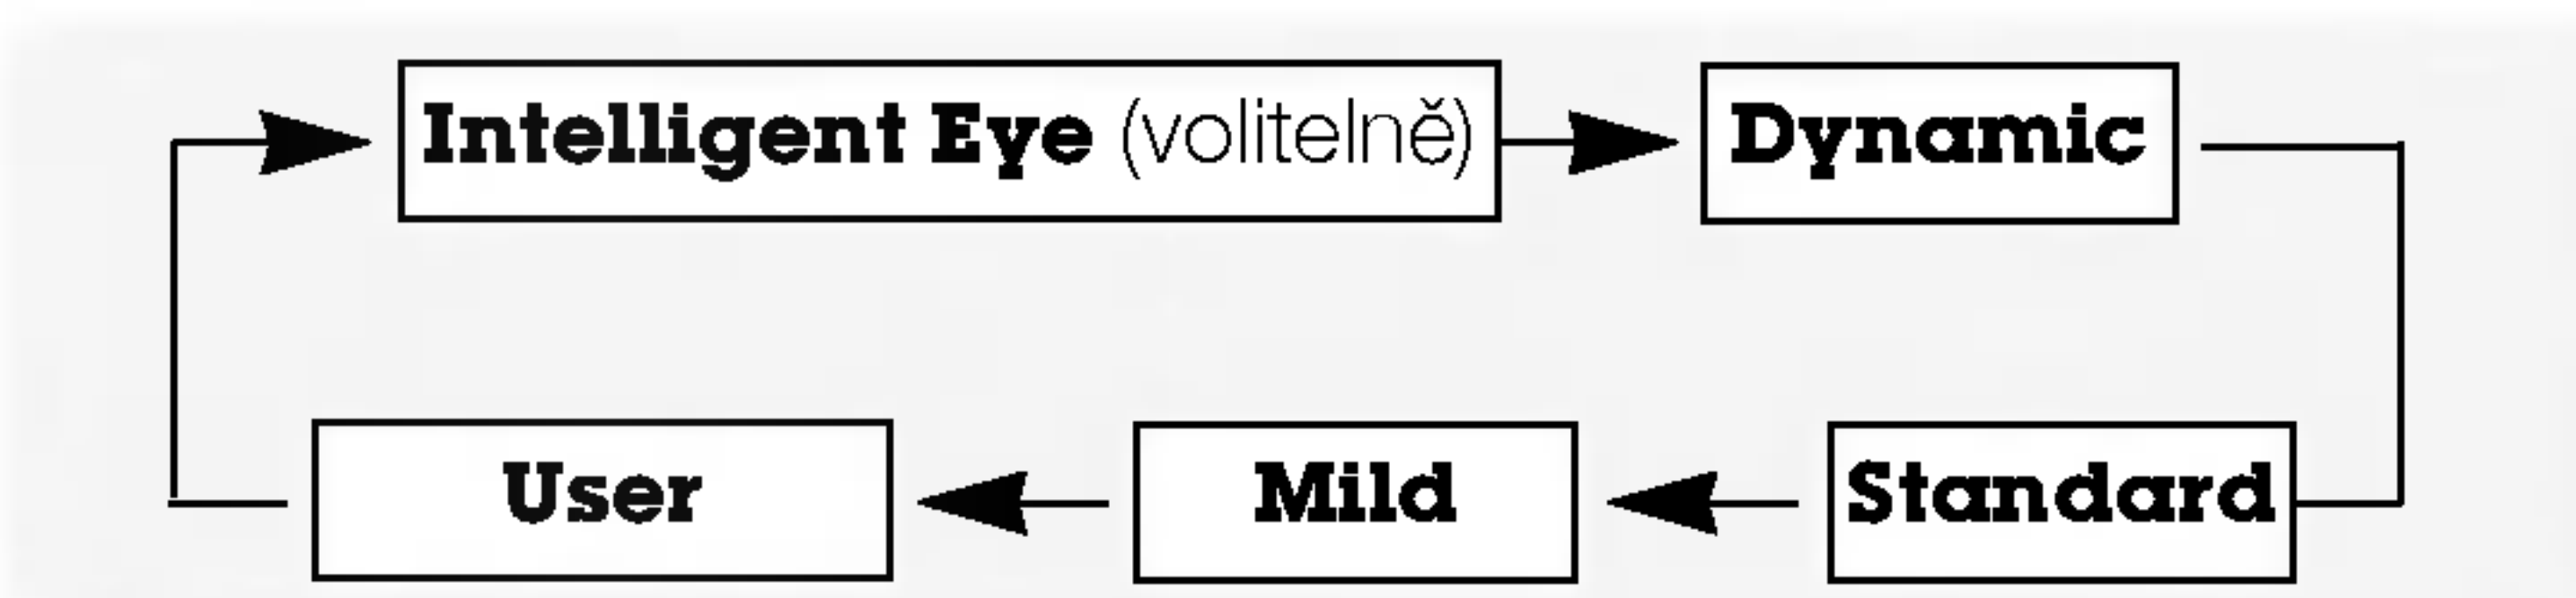 Intelligent Eye (volitelně) Dynamic
User Mild Standard